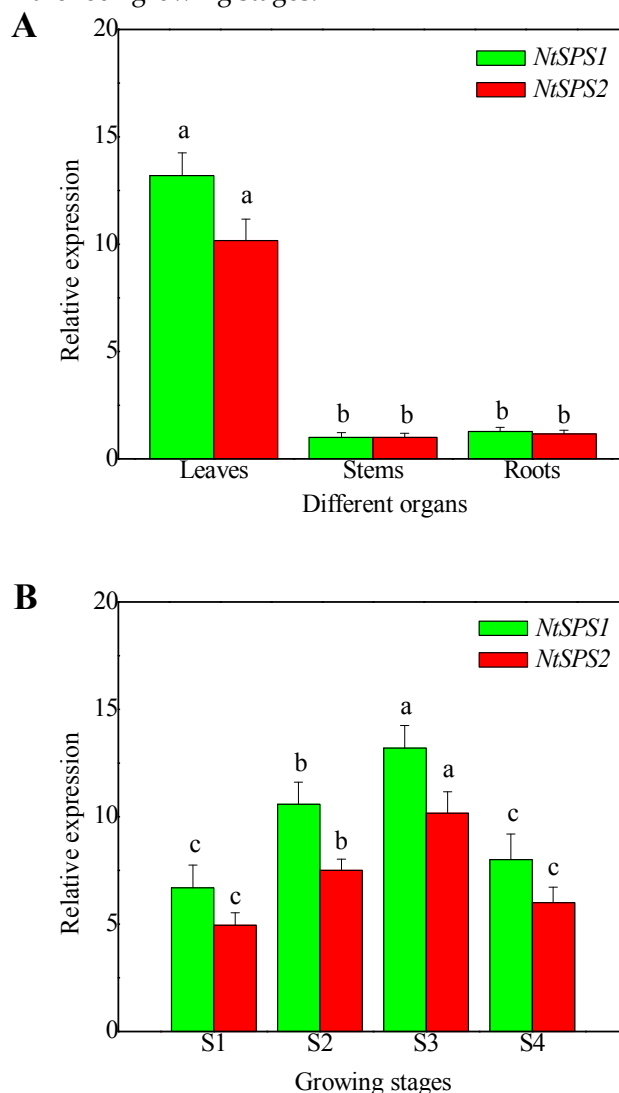 A
20
15
10
5
0
Relative expression
NtSPS1
NtSPS2
a
a
b
b
b
b
Leaves Stems Roots
Different organs
B
20
15
10
5
0
Relative expression
NtSPS1
NtSPS2
c
c
b
b
a
a
c
c
S1 S2 S3 S4
Growing stages